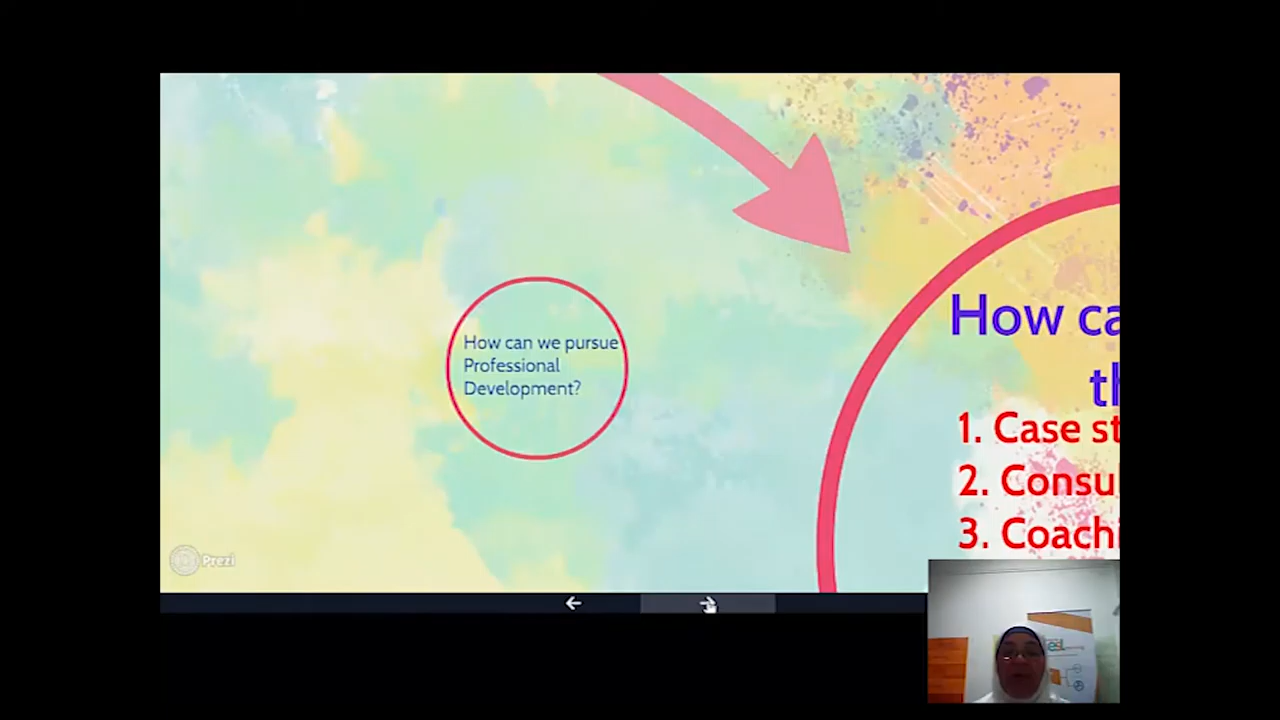 How can we pursue
Professional
Development?
How ca
th
1. Case st
2. Consu
3. Coachi
Prezi